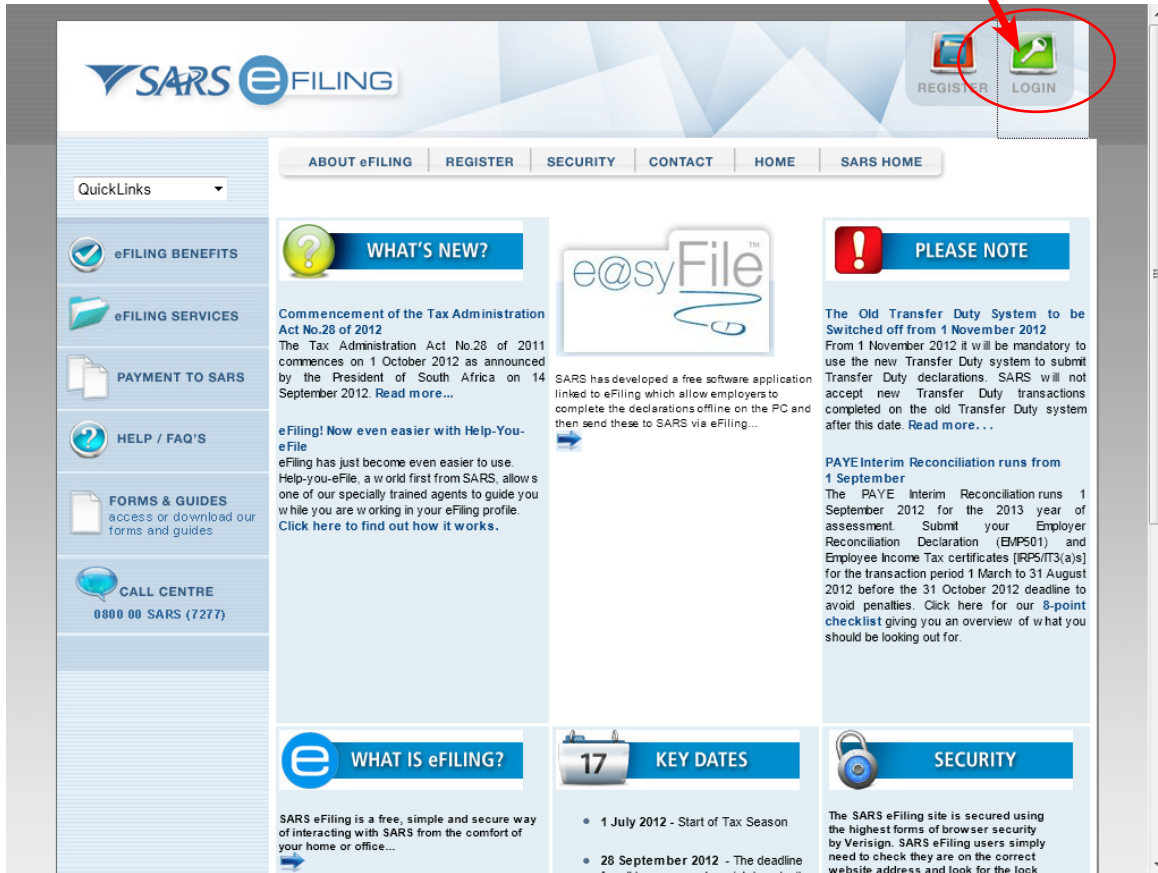 SARS eFILING
REGISTER
LOGIN
ABOUT eFILING
REGISTER
SECURITY
CONTACT
HOME
SARS HOME
QuickLinks
eFILING BENEFITS
eFILING SERVICES
PAYMENT TO SARS
HELP / FAQ'S
FORMS & GUIDES
access or download our
forms and guides
CALL CENTRE
0800 00 SARS (7277)
WHAT'S NEW?
Commencement of the Tax Administration
Act No.28 of 2012
The Tax Administration Act No.28 of 2011
commences on 1 October 2012 as announced
by the President of South Africa on 14
September 2012. Read more...
eFiling! Now even easier with Help-You-
eFile
eFiling has just become even easier to use.
Help-you-eFile, a world first from SARS, allows
one of our specially trained agents to guide you
while you are working in your eFiling profile.
Click here to find out how it works.
e@syFile™
SARS has developed a free software application
linked to eFiling which allow employers to
complete the declarations offline on the PC and
then send these to SARS via eFiling...
PLEASE NOTE
The Old Transfer Duty System to be
Switched off from 1 November 2012
From 1 November 2012 it will be mandatory to
use the new Transfer Duty system to submit
Transfer Duty declarations. SARS will not
accept new Transfer Duty transactions
completed on the old Transfer Duty system
after this date. Read more...
PAYE Interim Reconciliation runs from
1 September
The PAYE Interim Reconciliation runs 1
September 2012 for the 2013 year of
assessment. Submit your Employer
Reconciliation Declaration (EMP501) and
Employee Income Tax certificates [IRP5/IT3(a)s]
for the transaction period 1 March to 31 August
2012 before the 31 October 2012 deadline to
avoid penalties. Click here for our 8-point
checklist giving you an overview of what you
should be looking out for.
WHAT IS eFILING?
SARS eFiling is a free, simple and secure way
of interacting with SARS from the comfort of
your home or office...
17
KEY DATES
1 July 2012 - Start of Tax Season
28 September 2012 - The deadline
SECURITY
The SARS eFiling site is secured using
the highest forms of browser security
by Verisign. SARS eFiling users simply
need to check they are on the correct
website address and look for the lock